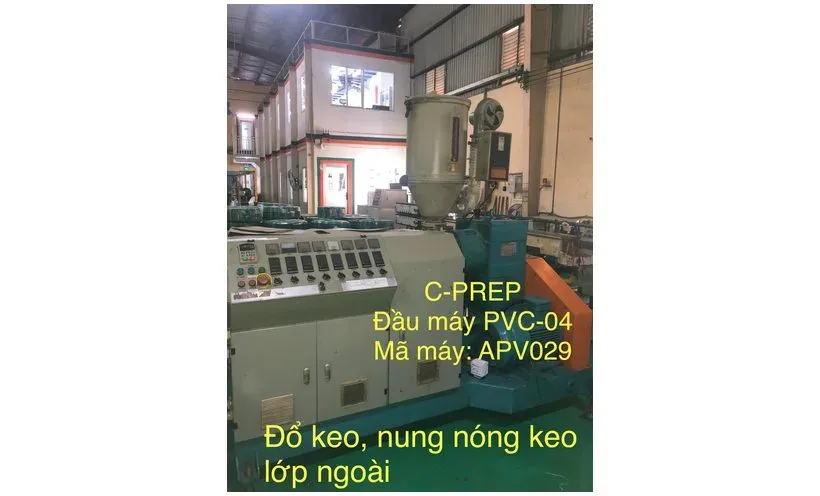 C-PREP
Đầu máy PVC-04
Mã máy: APV029
Đổ keo, nung nóng keo
lớp ngoài